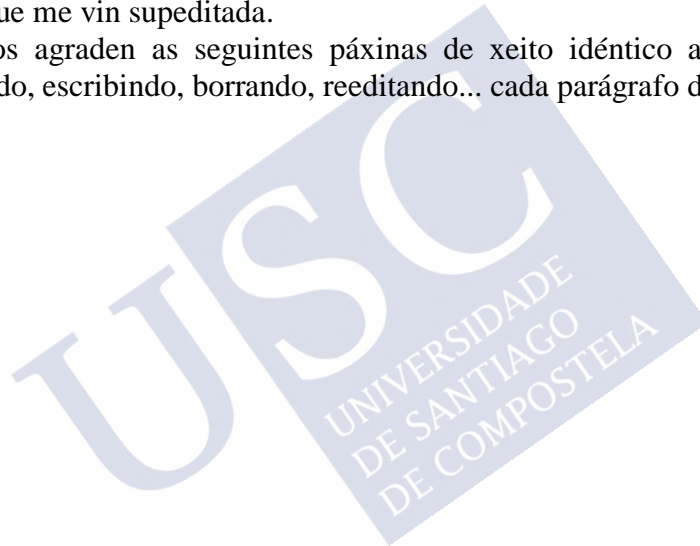 ue me vin supeditada.
os agraden as seguintes páxinas de xeito idéntico a
do, escribindo, borrando, reeditando... cada parágrafo d
USC
UNIVERSIDADE
DE SANTIAGO
DE COMPOSTELA